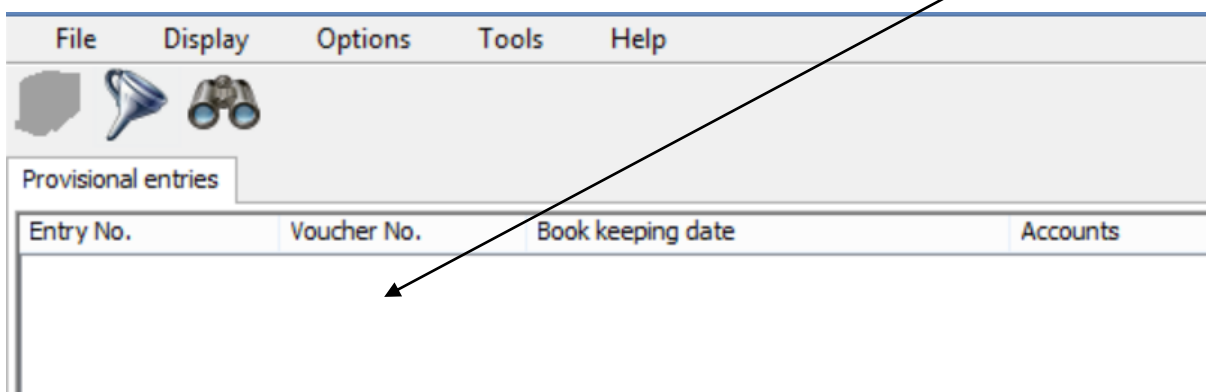 File Display Options Tools Help
Provisional entries
Entry No. Voucher No. Book keeping date Accounts